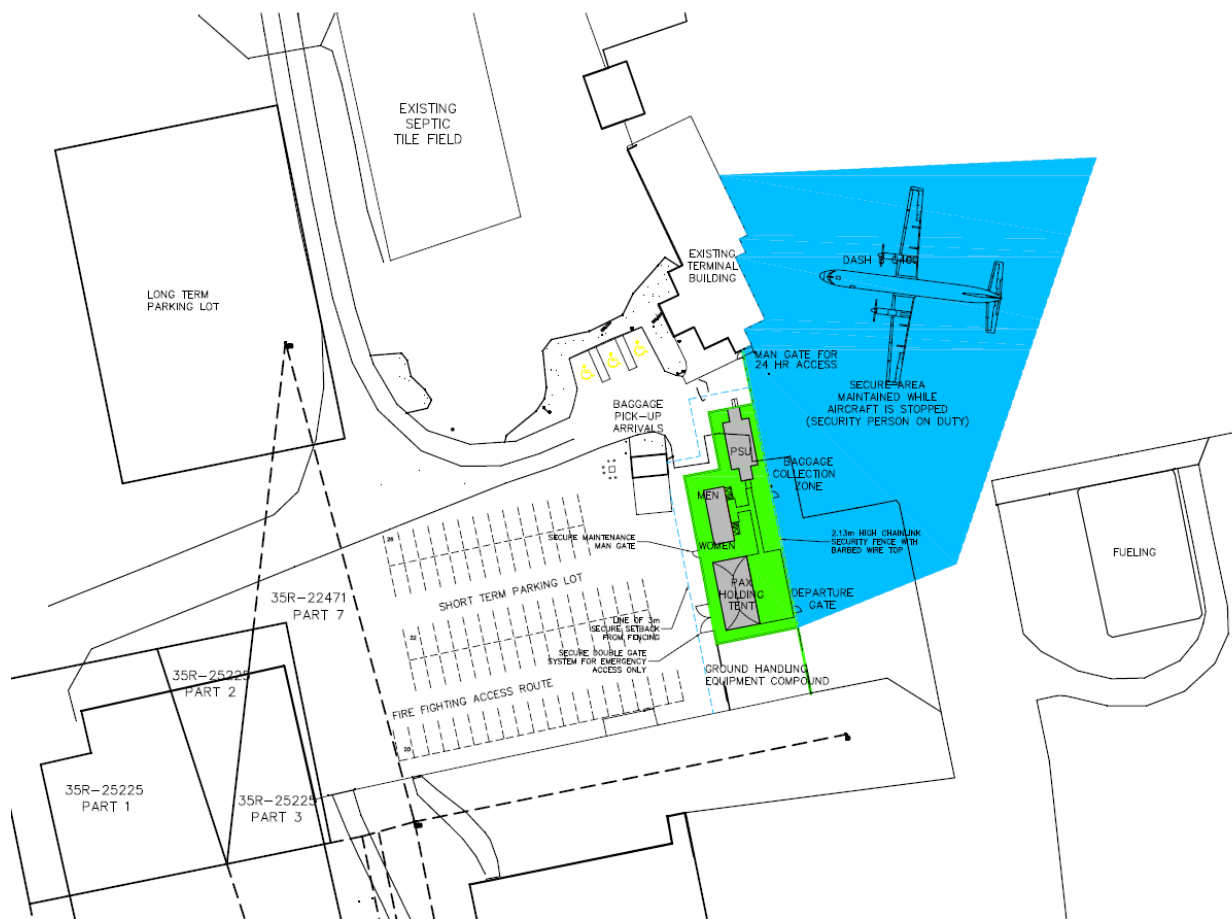 EXISTING
SEPTIC
TILE FIELD
LONG TERM
PARKING LOT
EXISTING
TERMINAL
BUILDING
DASH 8 Q400
MAN GATE FOR
24 HR ACCESS
SECURE AREA
MAINTAINED WHILE
AIRCRAFT IS STOPPED
(SECURITY PERSON ON DUTY)
BAGGAGE
PICK-UP
ARRIVALS
PSU
BAGGAGE
COLLECTION
ZONE
MEN
WOMEN
SECURE MAINTENANCE
MAN GATE
2.13m HIGH CHAINLINK
SECURITY FENCE WITH
BARBED WIRE TOP
FUELING
26
SHORT TERM PARKING LOT
PAX
HOLDING
TENT
DEPARTURE
GATE
35R-22471
PART 7
32
LINE OF 3m
SECURE SETBACK
FROM FENCING
SECURE DOUBLE GATE
SYSTEM FOR EMERGENCY
ACCESS ONLY
GROUND HANDLING
EQUIPMENT COMPOUND
35R-25225
PART 2
FIRE FIGHTING ACCESS ROUTE
20
35R-25225
PART 1
35R-25225
PART 3